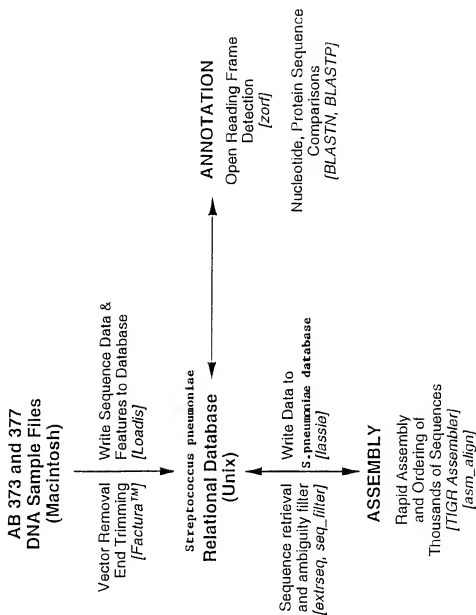 AB 373 and 377
DNA Sample Files
(Macintosh)
Vector Removal
End Trimming
[Factura™]
Write Sequence Data &
Features to Database
[Loadis]
Streptococcus pneumoniae
Relational Database
(Unix)
Sequence retrieval
and ambiguity filter
[extrseq, seq_filter]
Write Data to
S.pneumoniae database
[lassie]
ASSEMBLY
Rapid Assembly
and Ordering of
Thousands of Sequences
[TIGR Assembler]
[asm_align]
ANNOTATION
Open Reading Frame
Detection
[zorf]
Nucleotide, Protein Sequence
Comparisons
[BLASTN, BLASTP]